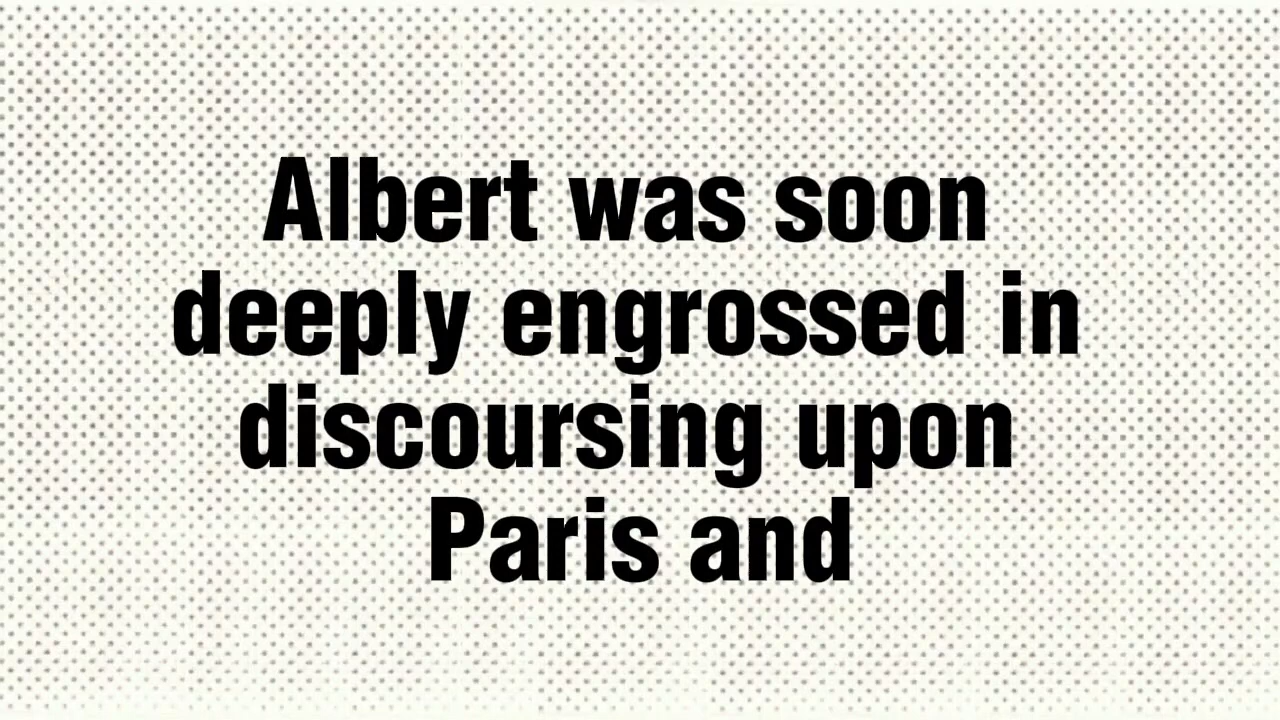 Albert was soon
deeply engrossed in
discoursing upon
Paris and